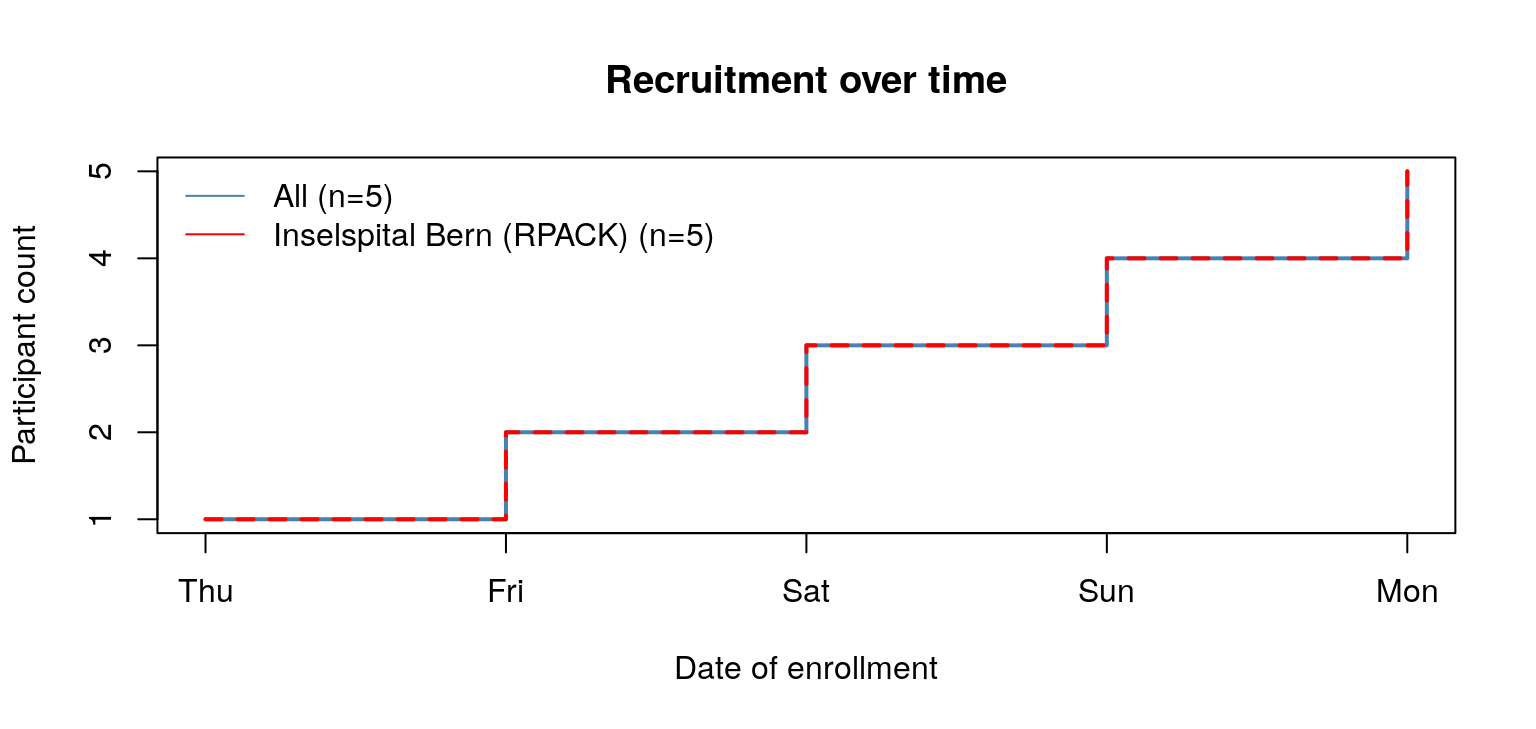 Recruitment over time
All (n=5)
Inselspital Bern (RPACK) (n=5)
Participant count
5
4
3
2
1
Thu Fri Sat Sun Mon
Date of enrollment